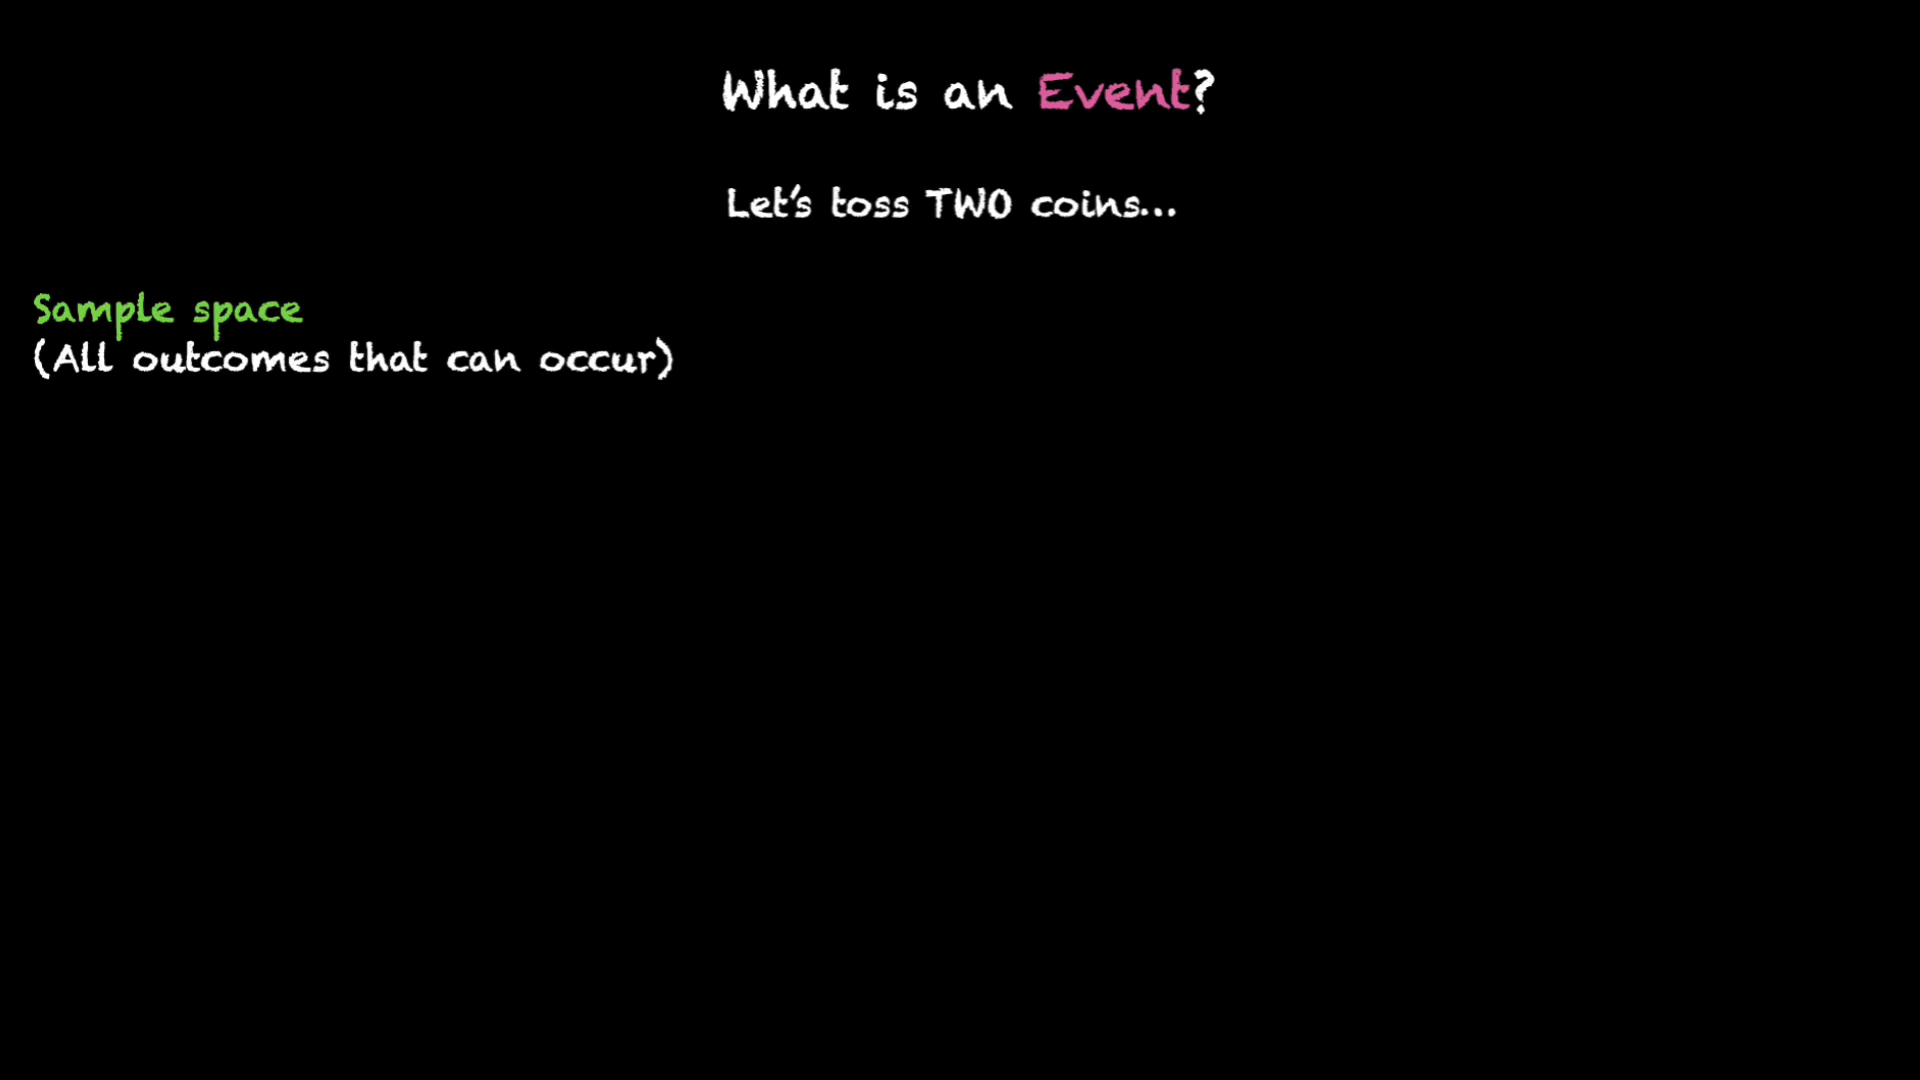 What is an Event?
Let's toss TWO coins...
Sample space
(All outcomes that can occur)